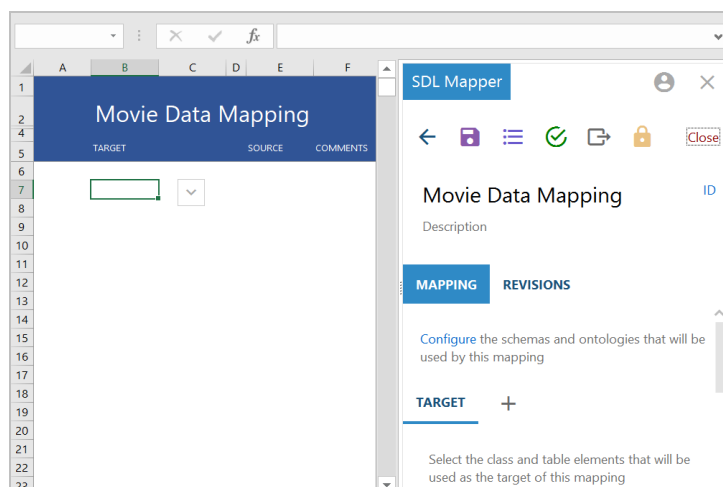 fx
A B C D E F
1
2
4
5
6
7
8
9
10
11
12
13
14
15
16
17
18
19
20
21
22
23
Movie Data Mapping
TARGET SOURCE COMMENTS
SDL Mapper
Close
Movie Data Mapping ID
Description
MAPPING REVISIONS
Configure the schemas and ontologies that will be
used by this mapping
TARGET +
Select the class and table elements that will be
used as the target of this mapping